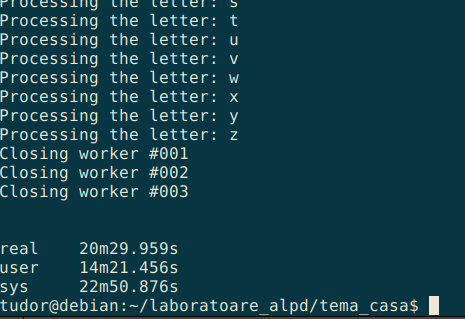 Processing the letter: s
Processing the letter: t
Processing the letter: u
Processing the letter: v
Processing the letter: w
Processing the letter: x
Processing the letter: y
Processing the letter: z
Closing worker #001
Closing worker #002
Closing worker #003
real 20m29.959s
user 14m21.456s
sys 22m50.876s
tudor@debian:~/laboratoare_alpd/tema_casa$